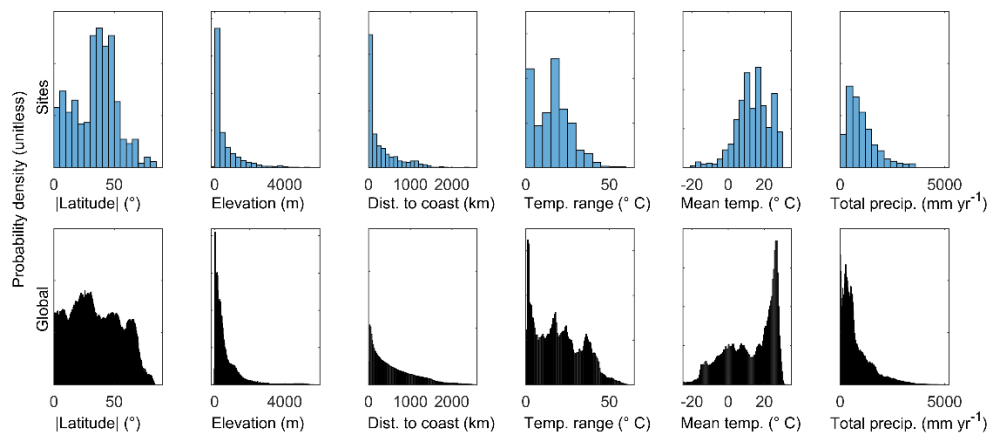 Probability density (unitless)
Sites
0 50
|Latitude| (°)
0 2000 4000
Elevation (m)
0 1000 2000
Dist. to coast (km)
0 50
Temp. range (° C)
-20 0 20
Mean temp. (° C)
0 5000
Total precip. (mm yr⁻¹)
Global
0 50
|Latitude| (°)
0 2000 4000
Elevation (m)
0 1000 2000
Dist. to coast (km)
0 50
Temp. range (° C)
-20 0 20
Mean temp. (° C)
0 5000
Total precip. (mm yr⁻¹)